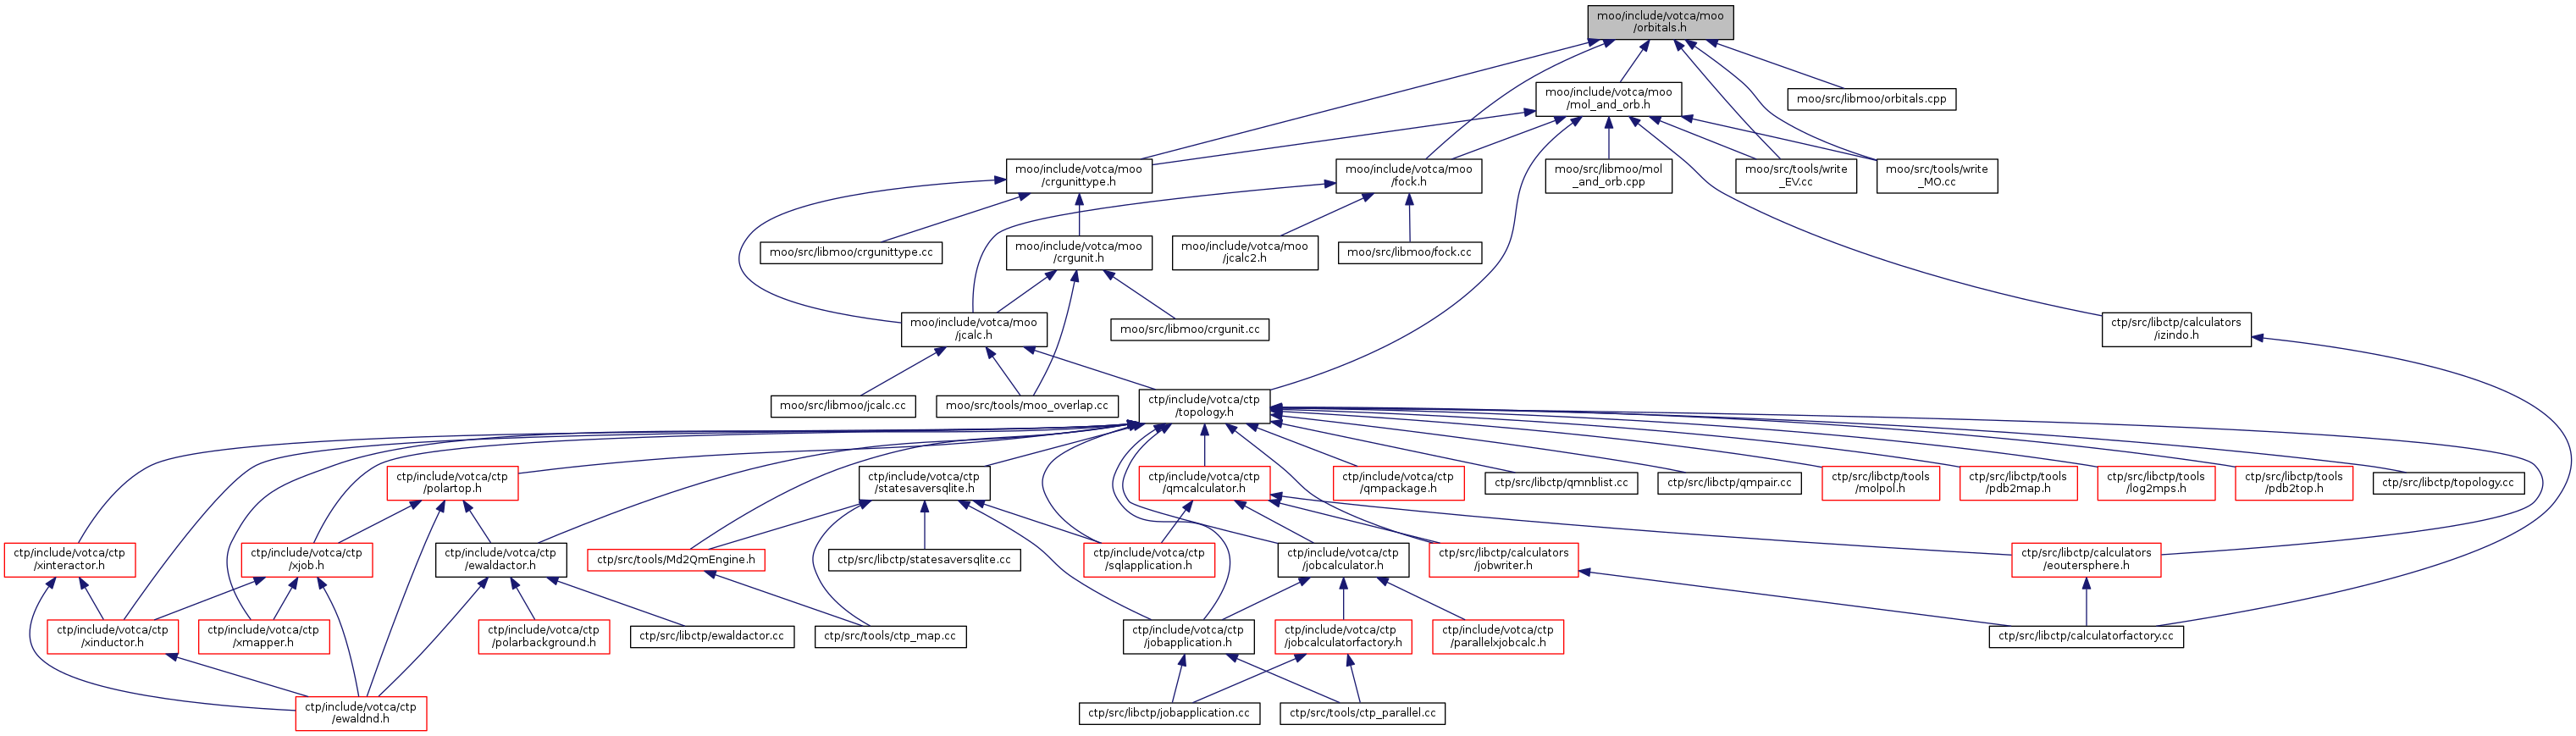 moo/include/votca/moo
/orbitals.h
moo/include/votca/moo
/mol_and_orb.h
moo/src/libmoo/orbitals.cpp
moo/include/votca/moo
/crgunittype.h
moo/include/votca/moo
/fock.h
moo/src/libmoo/mol
_and_orb.cpp
moo/src/tools/write
_EV.cc
moo/src/tools/write
_MO.cc
moo/src/libmoo/crgunittype.cc
moo/include/votca/moo
/crgunit.h
moo/include/votca/moo
/jcalc2.h
moo/src/libmoo/fock.cc
moo/include/votca/moo
/jcalc.h
moo/src/libmoo/crgunit.cc
ctp/src/libctp/calculators
/izindo.h
moo/src/libmoo/jcalc.cc
moo/src/tools/moo_overlap.cc
ctp/include/votca/ctp
/topology.h
ctp/include/votca/ctp
/polartop.h
ctp/include/votca/ctp
/statesaversqlite.h
ctp/include/votca/ctp
/qmcalculator.h
ctp/include/votca/ctp
/qmpackage.h
ctp/src/libctp/qmnblist.cc
ctp/src/libctp/qmpair.cc
ctp/src/libctp/tools
/molpol.h
ctp/src/libctp/tools
/pdb2map.h
ctp/src/libctp/tools
/log2mps.h
ctp/src/libctp/tools
/pdb2top.h
ctp/src/libctp/topology.cc
ctp/include/votca/ctp
/xinteractor.h
ctp/include/votca/ctp
/xjob.h
ctp/include/votca/ctp
/ewaldactor.h
ctp/src/tools/Md2QmEngine.h
ctp/src/libctp/statesaversqlite.cc
ctp/include/votca/ctp
/sqlapplication.h
ctp/include/votca/ctp
/jobcalculator.h
ctp/src/libctp/calculators
/jobwriter.h
ctp/src/libctp/calculators
/eoutersphere.h
ctp/include/votca/ctp
/xinductor.h
ctp/include/votca/ctp
/xmapper.h
ctp/include/votca/ctp
/polarbackground.h
ctp/src/libctp/ewaldactor.cc
ctp/src/tools/ctp_map.cc
ctp/include/votca/ctp
/jobapplication.h
ctp/include/votca/ctp
/jobcalculatorfactory.h
ctp/include/votca/ctp
/parallelxjobcalc.h
ctp/src/libctp/calculatorfactory.cc
ctp/include/votca/ctp
/ewaldnd.h
ctp/src/libctp/jobapplication.cc
ctp/src/tools/ctp_parallel.cc